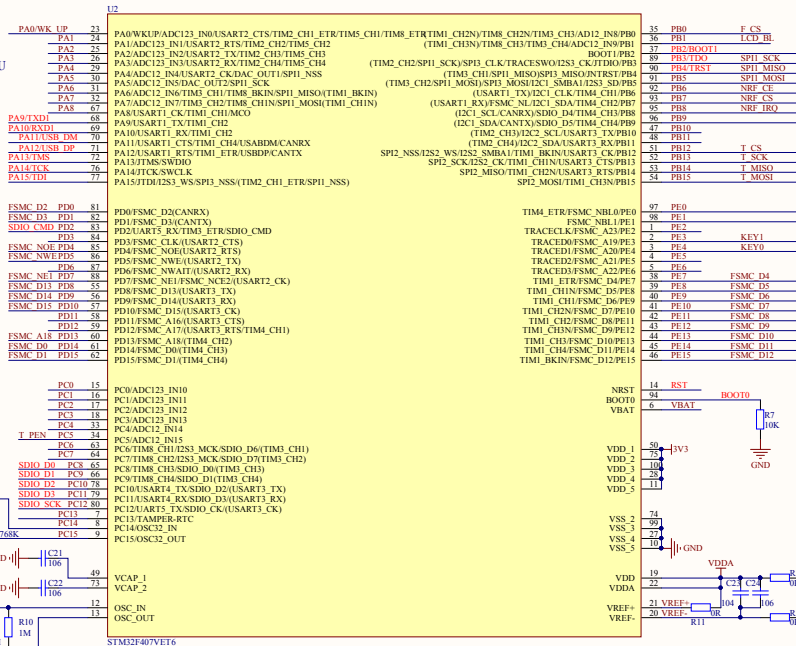 U2
PA0/WK_UP 23 PA0/WKUP/ADC123_IN0/USART2_CTS/TIM2_CH1_ETR/TIM5_CH1/TIM8_ETR
PA1 24 PA1/ADC123_IN1/USART2_RTS/TIM2_CH2/TIM5_CH2
PA2 25 PA2/ADC123_IN2/USART2_TX/TIM2_CH3/TIM5_CH3
PA3 26 PA3/ADC123_IN3/USART2_RX/TIM2_CH4/TIM5_CH4
PA4 29 PA4/ADC12_IN4/USART2_CK/DAC_OUT1/SPI1_NSS
PA5 30 PA5/ADC12_IN5/DAC_OUT2/SPI1_SCK
PA6 31 PA6/ADC12_IN6/TIM3_CH1/TIM8_BKIN/SPI1_MISO/(TIM1_BKIN)
PA7 32 PA7/ADC12_IN7/TIM3_CH2/TIM8_CH1N/SPI1_MOSI(TIM1_CH1N)
PA8 67 PA8/USART1_CK/TIM1_CH1/MCO
PA9/TXD1 68 PA9/USART1_TX/TIM1_CH2
PA10/RXD1 69 PA10/USART1_RX/TIM1_CH2
PA11/USB_DM 70 PA11/USART1_CTS/TIM1_CH4/USABDM/CANRX
PA12/USB_DP 71 PA12/USART1_RTS/TIM1_ETR/USBDP/CANTX
PA13/TMS 72 PA13/JTMS/SWDIO
PA14/TCK 76 PA14/JTCK/SWCLK
PA15/TDI 77 PA15/JTDI/I2S3_WS/SPI3_NSS/(TIM2_CH1_ETR/SPI1_NSS)
(TIM1_CH2N)/TIM8_CH2N/TIM3_CH3/AD12_IN8/PB0 35 PB0 F_CS
(TIM1_CH3N)/TIM8_CH3/TIM3_CH4/ADC12_IN9/PB1 36 PB1 LCD_BL
BOOT1/PB2 37 PB2/BOOT1
(TIM2_CH2/SPI1_SCK)/SPI3_CLK/TRACESWO/I2S3_CK/JTDIO/PB3 89 PB3/TDO SPI1_SCK
(TIM3_CH1/SPI1_MISO)SPI3_MISO/JNTRST/PB4 90 PB4/TRST SPI1_MISO
(TIM3_CH2/SPI1_MOSI)/SPI3_MOSI/I2C1_SMBA1/I2S3_SD/PB5 91 PB5 SPI1_MOSI
(USART1_TX)/I2C1_CLK/TIM4_CH1/PB6 92 PB6 NRF_CE
(USART1_RX)/FSMC_NL/I2C1_SDA/TIM4_CH2/PB7 93 PB7 NRF_CS
(I2C1_SCL/CANRX)/SDIO_D4/TIM4_CH3/PB8 95 PB8 NRF_IRQ
(I2C1_SDA/CANTX)/SDIO_D5/TIM4_CH4/PB9 96 PB9
(TIM2_CH3)/I2C2_SCL/USART3_TX/PB10 47 PB10
(TIM2_CH4)/I2C2_SDA/USART3_RX/PB11 48 PB11
SPI2_NSS/I2S2_WS/I2S2_SMBA1/TIM1_BKIN/USART3_CK/PB12 51 PB12 T_CS
SPI2_SCK/I2S2_CK/TIM1_CH1N/USART3_CTS/PB13 52 PB13 T_SCK
SPI2_MISO/TIM1_CH2N/USART3_RTS/PB14 53 PB14 T_MISO
SPI2_MOSI/TIM1_CH3N/PB15 54 PB15 T_MOSI
FSMC_D2 PD0 81 PD0/FSMC_D2(CANRX)
FSMC_D3 PD1 82 PD1/FSMC_D3/(CANTX)
SDIO_CMD PD2 83 PD2/UART5_RX/TIM3_ETR/SDIO_CMD
PD3 84 PD3/FSMC_CLK/(USART2_CTS)
FSMC_NOE PD4 85 PD4/FSMC_NOE(USART2_RTS)
FSMC_NWE PD5 86 PD5/FSMC_NWE/(USART2_TX)
PD6 87 PD6/FSMC_NWAIT/(USART2_RX)
FSMC_NE1 PD7 88 PD7/FSMC_NE1/FSMC_NCE2/(USART2_CK)
FSMC_D13 PD8 55 PD8/FSMC_D13/(USART3_TX)
FSMC_D14 PD9 56 PD9/FSMC_D14/(USART3_RX)
FSMC_D15 PD10 57 PD10/FSMC_D15/(USART3_CK)
PD11 58 PD11/FSMC_A16/(USART3_CTS)
PD12 59 PD12/FSMC_A17/(USART3_RTS/TIM4_CH1)
FSMC_A18 PD13 60 PD13/FSMC_A18/(TIM4_CH2)
FSMC_D0 PD14 61 PD14/FSMC_D0/(TIM4_CH3)
FSMC_D1 PD15 62 PD15/FSMC_D1/(TIM4_CH4)
TIM4_ETR/FSMC_NBL0/PE0 97 PE0
FSMC_NBL1/PE1 98 PE1
TRACECLK/FSMC_A23/PE2 1 PE2
TRACED0/FSMC_A19/PE3 2 PE3 KEY1
TRACED1/FSMC_A20/PE4 3 PE4 KEY0
TRACED2/FSMC_A21/PE5 4 PE5
TRACED3/FSMC_A22/PE6 5 PE6
TIM1_ETR/FSMC_D4/PE7 38 PE7 FSMC_D4
TIM1_CH1N/FSMC_D5/PE8 39 PE8 FSMC_D5
TIM1_CH1/FSMC_D6/PE9 40 PE9 FSMC_D6
TIM1_CH2N/FSMC_D7/PE10 41 PE10 FSMC_D7
TIM1_CH2/FSMC_D8/PE11 42 PE11 FSMC_D8
TIM1_CH3N/FSMC_D9/PE12 43 PE12 FSMC_D9
TIM1_CH3/FSMC_D10/PE13 44 PE13 FSMC_D10
TIM1_CH4/FSMC_D11/PE14 45 PE14 FSMC_D11
TIM1_BKIN/FSMC_D12/PE15 46 PE15 FSMC_D12
PC0 15 PC0/ADC123_IN10
PC1 16 PC1/ADC123_IN11
PC2 17 PC2/ADC123_IN12
PC3 18 PC3/ADC123_IN13
PC4 33 PC4/ADC12_IN14
T_PEN PC5 34 PC5/ADC12_IN15
PC6 63 PC6/TIM8_CH1/I2S3_MCK/SDIO_D6/(TIM3_CH1)
PC7 64 PC7/TIM8_CH2/I2S3_MCK/SDIO_D7(TIM3_CH2)
SDIO_D0 PC8 65 PC8/TIM8_CH3/SDIO_D0/(TIM3_CH3)
SDIO_D1 PC9 66 PC9/TIM8_CH4/SIDO_D1(TIM3_CH4)
SDIO_D2 PC10 78 PC10/USART4_TX/SDIO_D2/(USART3_TX)
SDIO_D3 PC11 79 PC11/USART4_RX/SDIO_D3/(USART3_RX)
SDIO_SCK PC12 80 PC12/UART5_TX/SDIO_CK/(USART3_CK)
PC13 7 PC13/TAMPER-RTC
PC14 8 PC14/OSC32_IN
768K PC15 9 PC15/OSC32_OUT
NRST 14 RST
BOOT0 94 BOOT0
VBAT 6 VBAT
R7
10K
GND
VDD_1 50 3V3
VDD_2 75
VDD_3 100
VDD_4 28
VDD_5 11
VSS_2 74
VSS_3 99
VSS_4 27
VSS_5 10 GND
C21
106
49 VCAP_1
C22
106
73 VCAP_2
12 OSC_IN
13 OSC_OUT
R10
1M
VDDA
VDD 19
VDDA 22
C23 C24
104 106
VREF+ 21 VREF+
VREF- 20 VREF-
0R
R11
STM32F407VET6